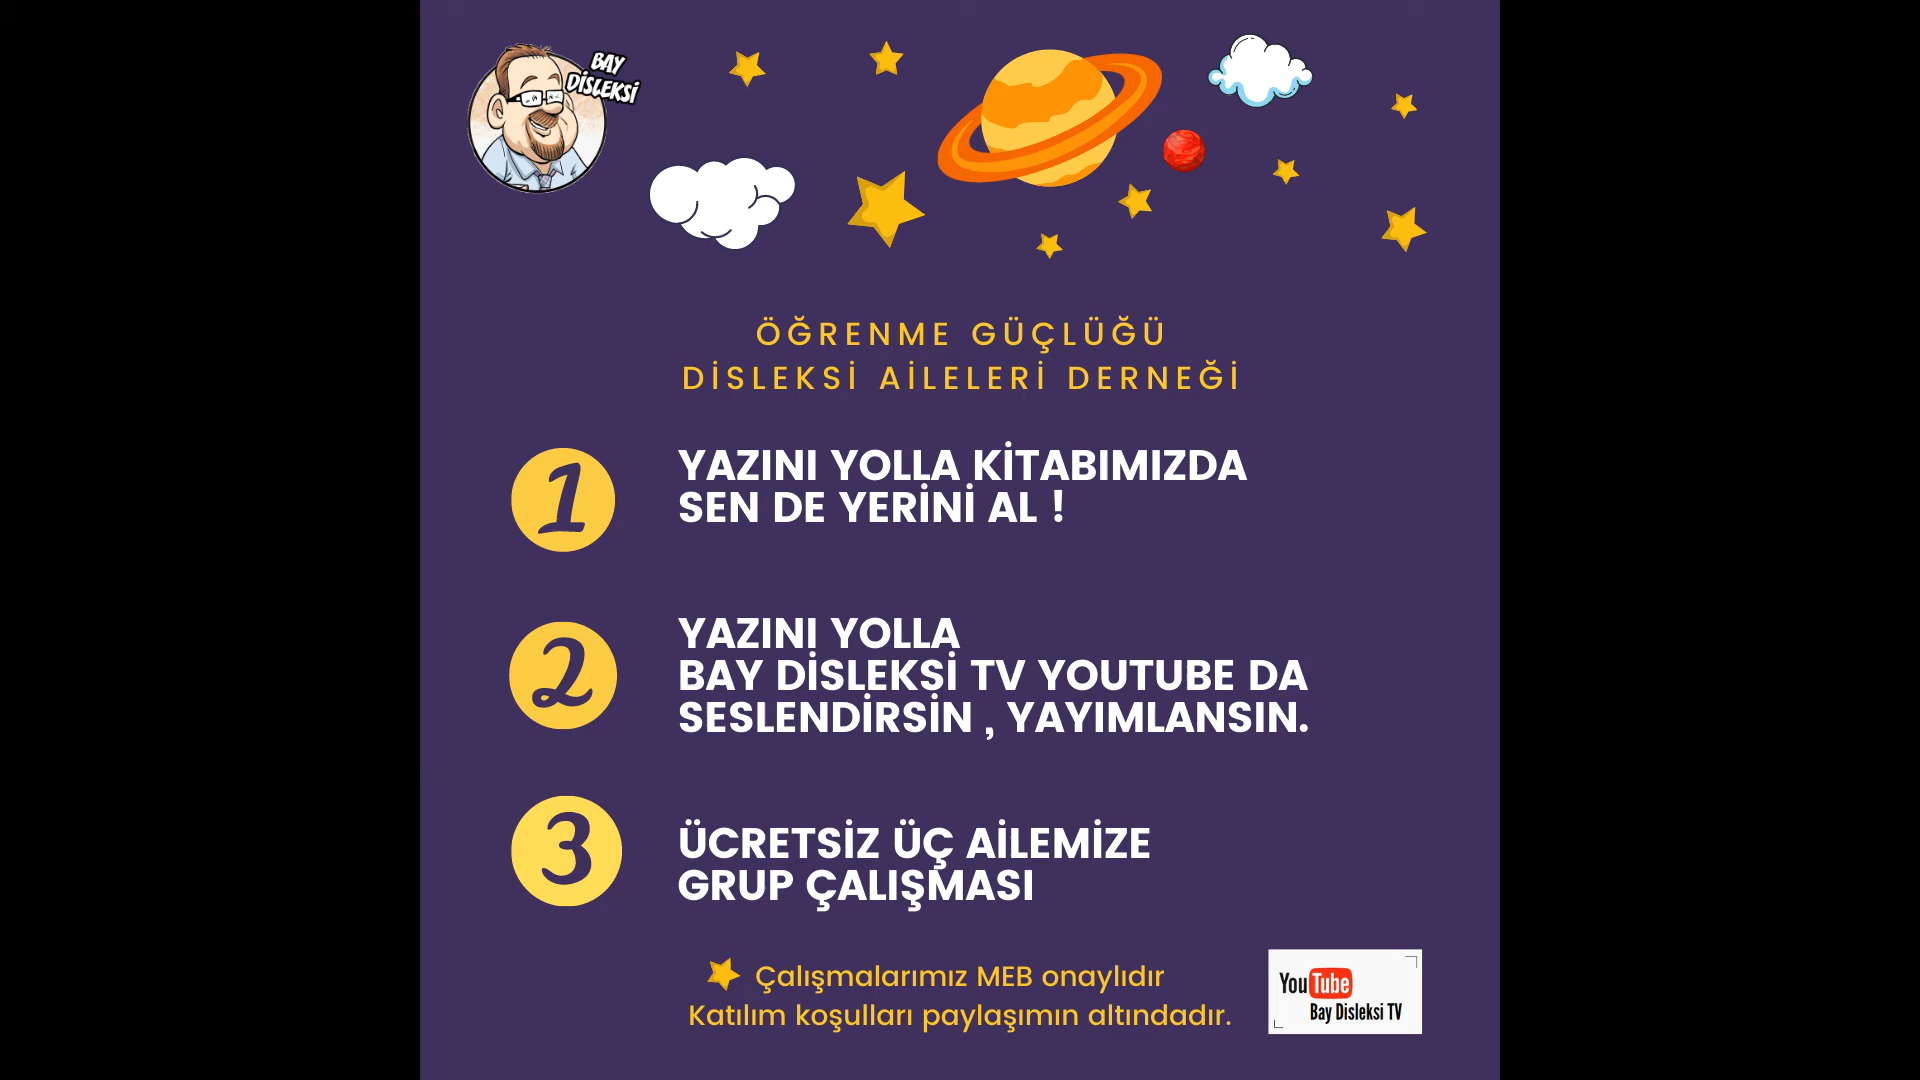 BAY
DİSLEKSİ
ÖĞRENME GÜÇLÜĞÜ
DİSLEKSİ AİLELERİ DERNEĞİ
1
YAZINI YOLLA KİTABIMIZDA
SEN DE YERİNİ AL !
2
YAZINI YOLLA
BAY DİSLEKSİ TV YOUTUBE DA
SESLENDİRSİN , YAYIMLANSIN.
3
ÜCRETSİZ ÜÇ AİLEMİZE
GRUP ÇALIŞMASI
Çalışmalarımız MEB onaylıdır
Katılım koşulları paylaşımın altındadır.
YouTube
Bay Disleksi TV